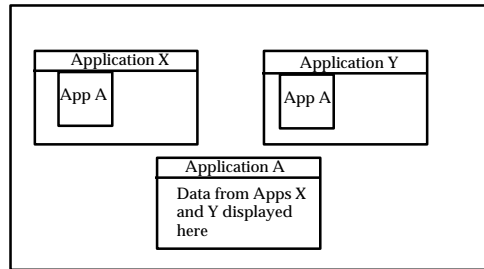 Application X
App A
Application Y
App A
Application A
Data from Apps X
and Y displayed
here